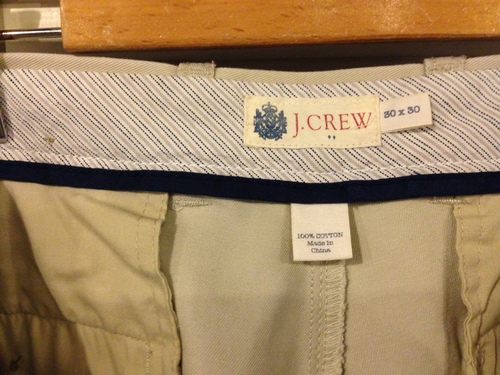 J.CREW
30 x 30
100% COTTON
Made in
China